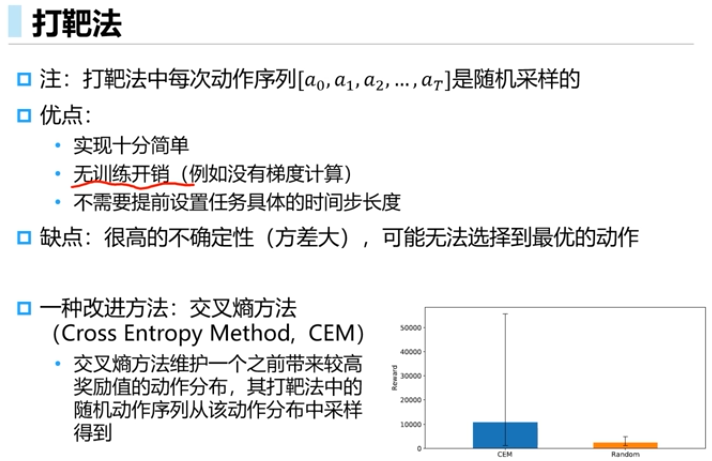 打靶法
注：打靶法中每次动作序列[a₀, a₁, a₂, …, a_T]是随机采样的
优点：
• 实现十分简单
• 无训练开销（例如没有梯度计算）
• 不需要提前设置任务具体的时间步长度
缺点：很高的不确定性（方差大），可能无法选择到最优的动作
一种改进方法：交叉熵方法
（Cross Entropy Method, CEM）
• 交叉熵方法维护一个之前带来较高
奖励值的动作分布，其打靶法中的
随机动作序列从该动作分布中采样
得到
50000
40000
30000
20000
10000
0
Reward
CEM
Random